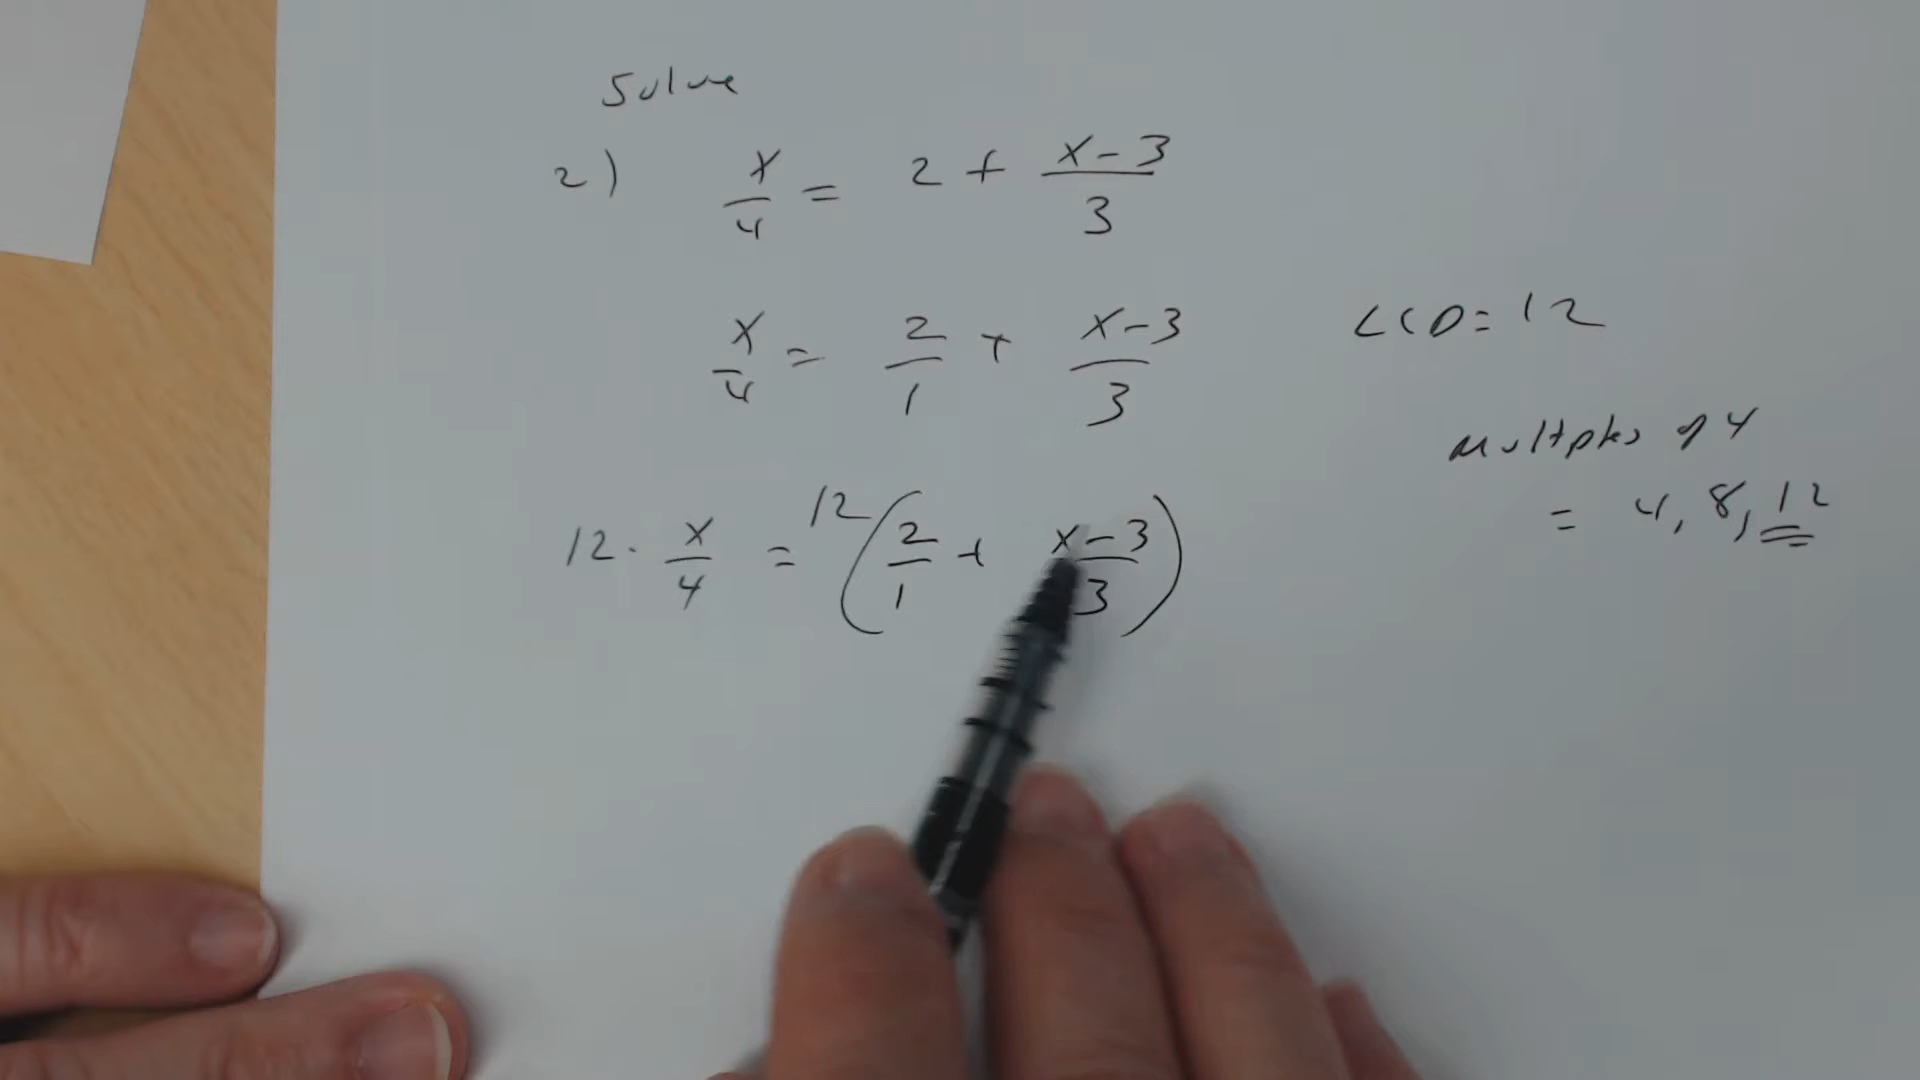 Solve
2) x/4 = 2 + (x-3)/3
x/4 = 2/1 + (x-3)/3
LCD = 12
multiples of 4
= 4, 8, 12
12 · x/4 = 12(2/1 + (x-3)/3)